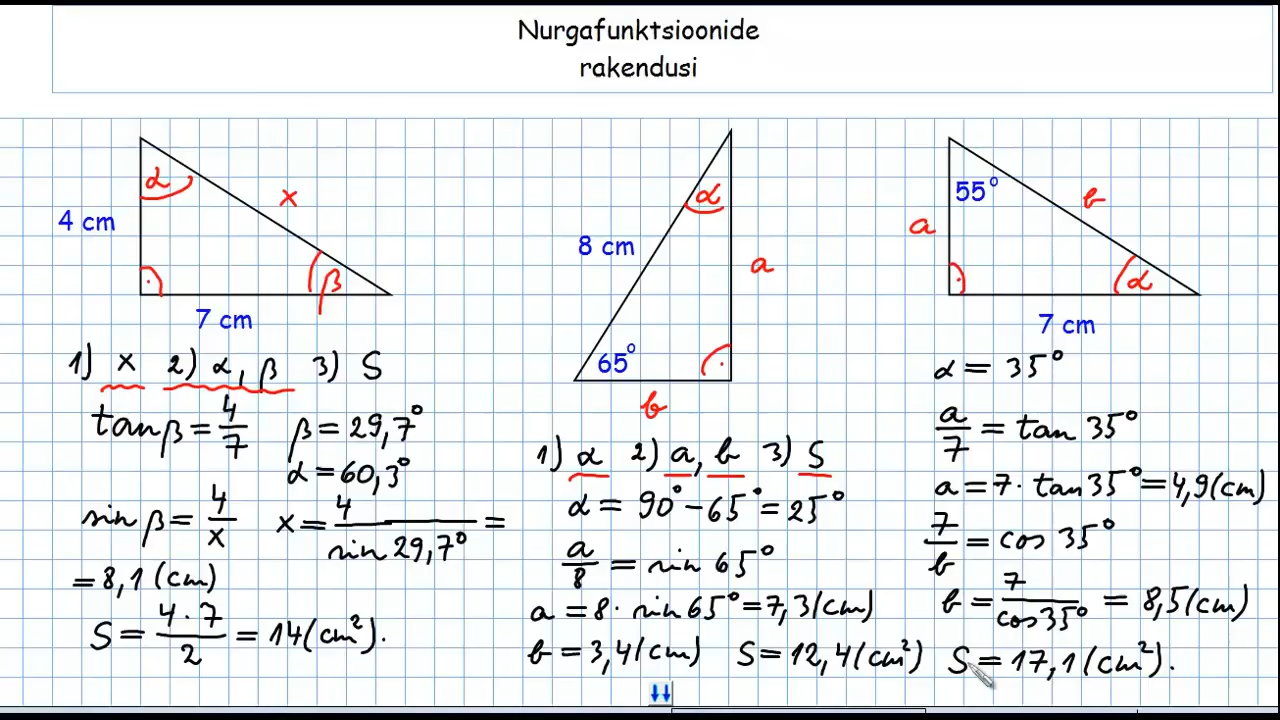 Nurgafunktsioonide
rakendusi
α
x
4 cm
β
7 cm
1) x 2) α, β 3) S
tanβ = 4/7 β = 29,7°
α = 60,3°
sin β = 4/x x = 4/sin 29,7° =
= 8,1 (cm)
S = 4·7/2 = 14 (cm²).
α
8 cm
a
65°
b
1) α 2) a, b 3) S
α = 90° - 65° = 25°
a/8 = sin 65°
a = 8· sin 65° = 7,3 (cm)
b = 3,4 (cm) S = 12,4 (cm²)
55°
b
a
α
7 cm
α = 35°
a/7 = tan 35°
a = 7· tan 35° = 4,9 (cm)
7/b = cos 35°
b = 7/cos 35° = 8,5 (cm)
S = 17,1 (cm²).